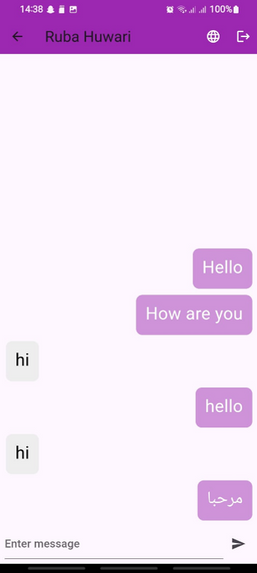 14:38
100%
Ruba Huwari
Hello
How are you
hi
hello
hi
مرحبا
Enter message